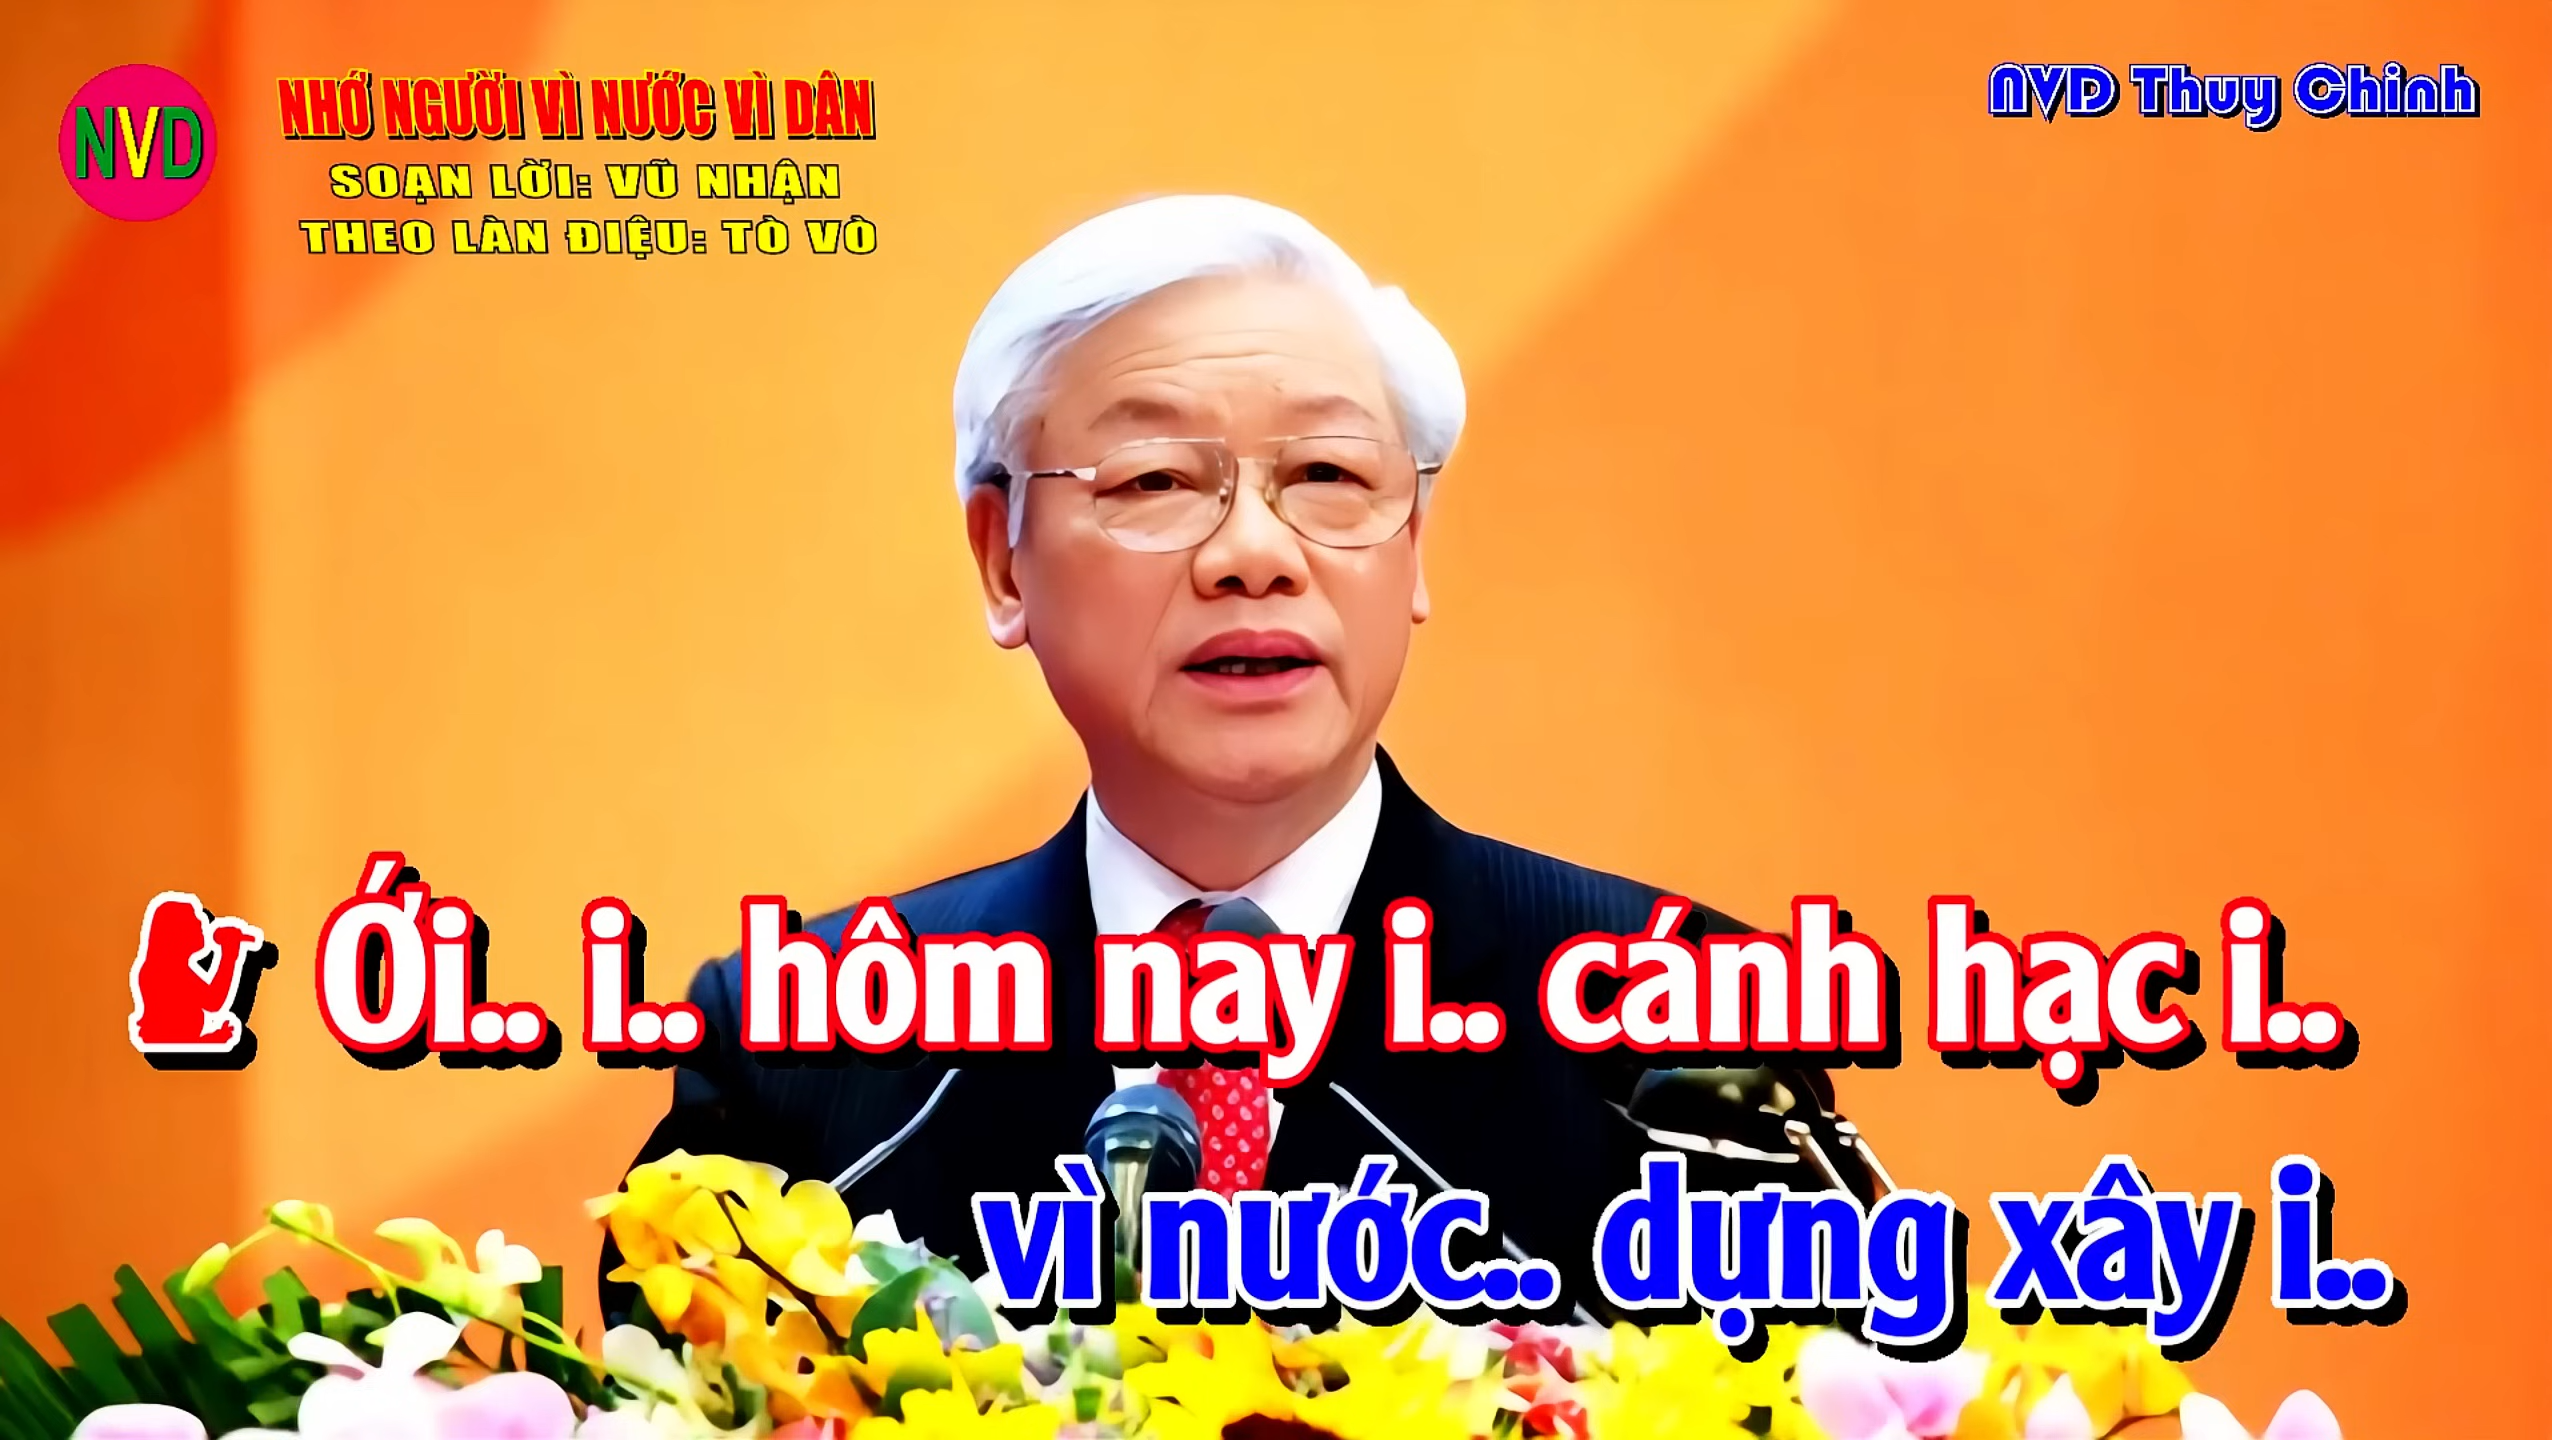 NVD
NHỚ NGƯỜI VÌ NƯỚC VÌ DÂN
SOẠN LỜI: VŨ NHẬN
THEO LÀN ĐIỆU: TÒ VÒ
NVD Thuy Chinh
Ới.. i.. hôm nay i.. cánh hạc i..
vì nước.. dựng xây i..